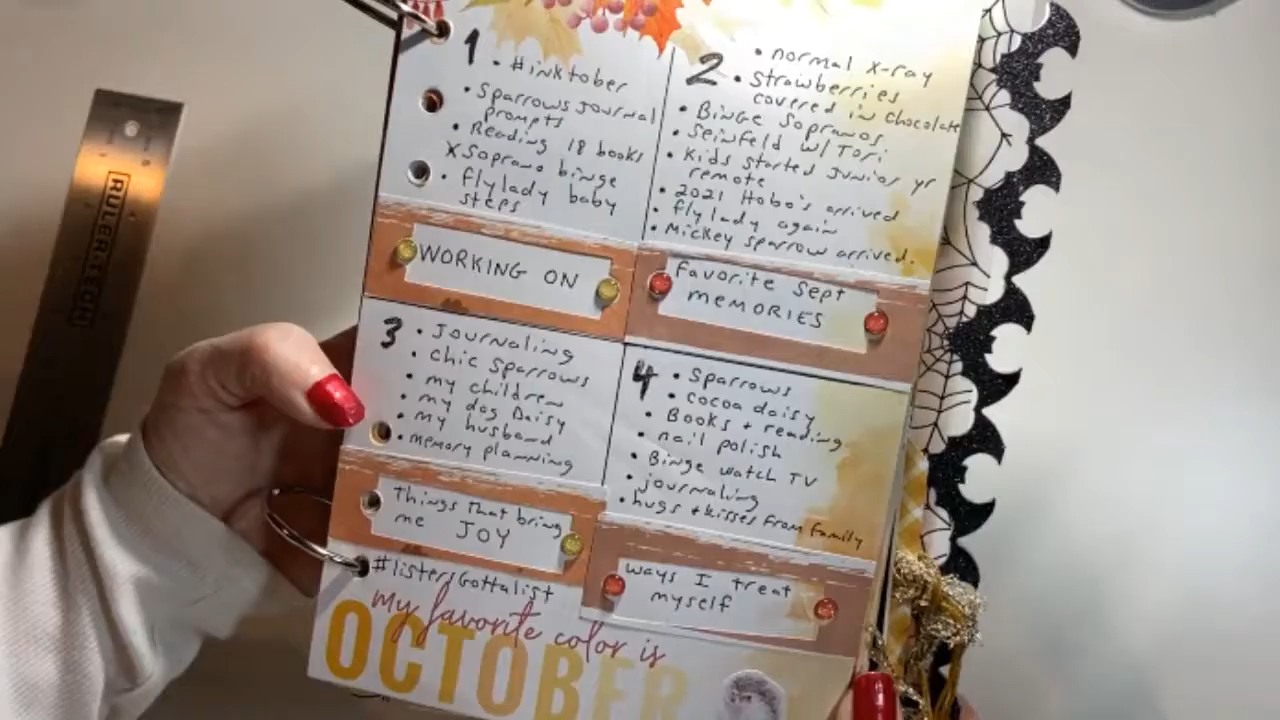 1
• #inktober
• Sparrows Journal
prompts
• Reading 18 books
x Soprano binge
• flylady baby
steps
WORKING ON
2
• normal x-ray
• Strawberries
covered in chocolate
• Binge Sopranos
• Seinfeld w/ Tori
• Kids started Junior yr
remote
• 2021 Hobo's arrived
• flylady again
• Mickey sparrow arrived.
favorite Sept
MEMORIES
3
• Journaling
• Chic Sparrows
• my children
• my dog Daisy
• my husband
• memory planning
Things that bring
me JOY
4
• Sparrows
• cocoa daisy
• Books + reading
• nail polish
• Binge watch TV
• journaling
• hugs + kisses from family
ways I treat
myself
#listersGottalist
my favorite color is
OCTOBER
RULER-GEON